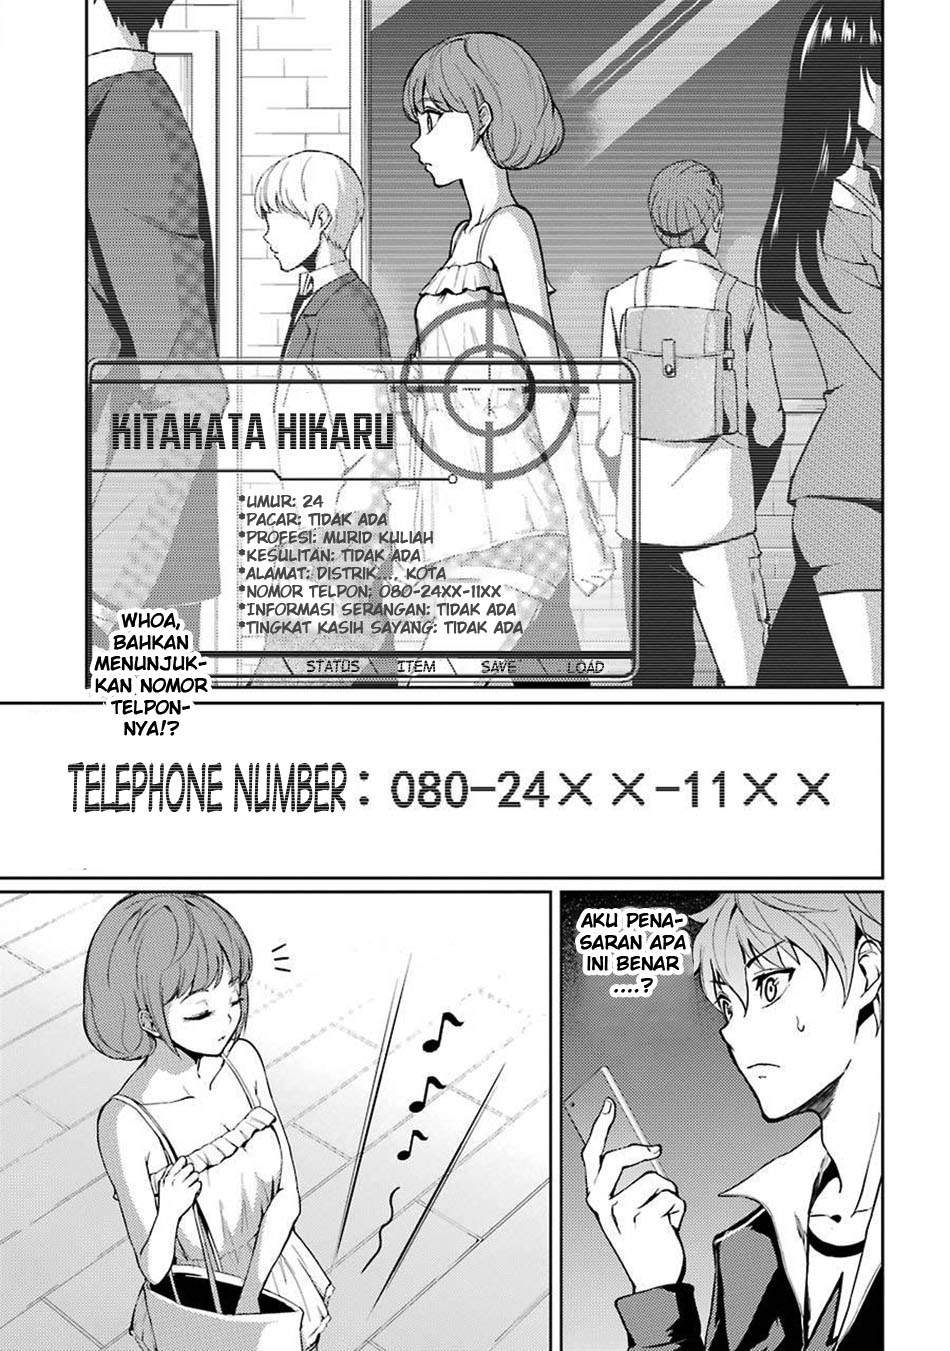 KITAKATA HIKARU
*UMUR: 24
*PACAR: TIDAK ADA
*PROFESI: MURID KULIAH
*KESULITAN: TIDAK ADA
*ALAMAT: DISTRIK..., KOTA
*NOMOR TELPON; 080-24XX-11XX
*INFORMASI SERANGAN: TIDAK ADA
*TINGKAT KASIH SAYANG: TIDAK ADA
STATUS ITEM SAVE LOAD
WHOA,
BAHKAN
MENUNJUK-
KAN NOMOR
TELPON-
NYA!?
TELEPHONE NUMBER: 080-24××-11××
AKU PENA-
SARAN APA
INI BENAR
....?